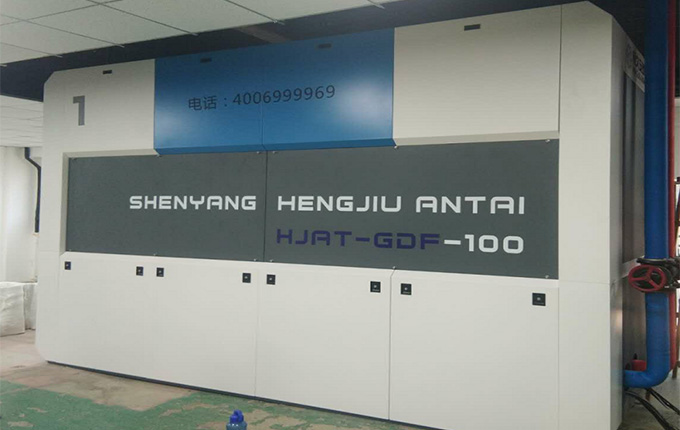 1
电话：4006999969
SHENYANG HENGJIU ANTAI
HJAT-GDF-100